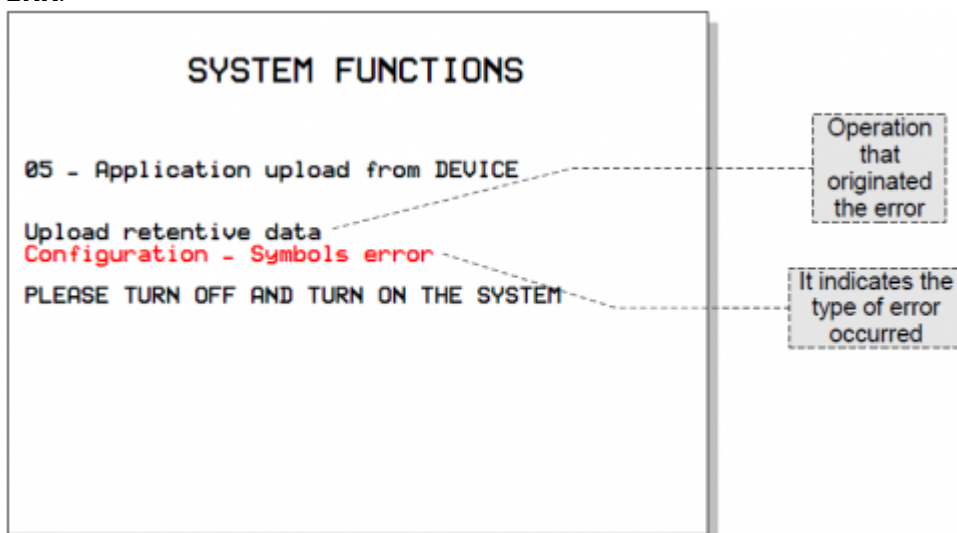 SYSTEM FUNCTIONS
05 - Application upload from DEVICE
Upload retentive data
Configuration - Symbols error
PLEASE TURN OFF AND TURN ON THE SYSTEM
Operation
that
originated
the error
It indicates the
type of error
occurred